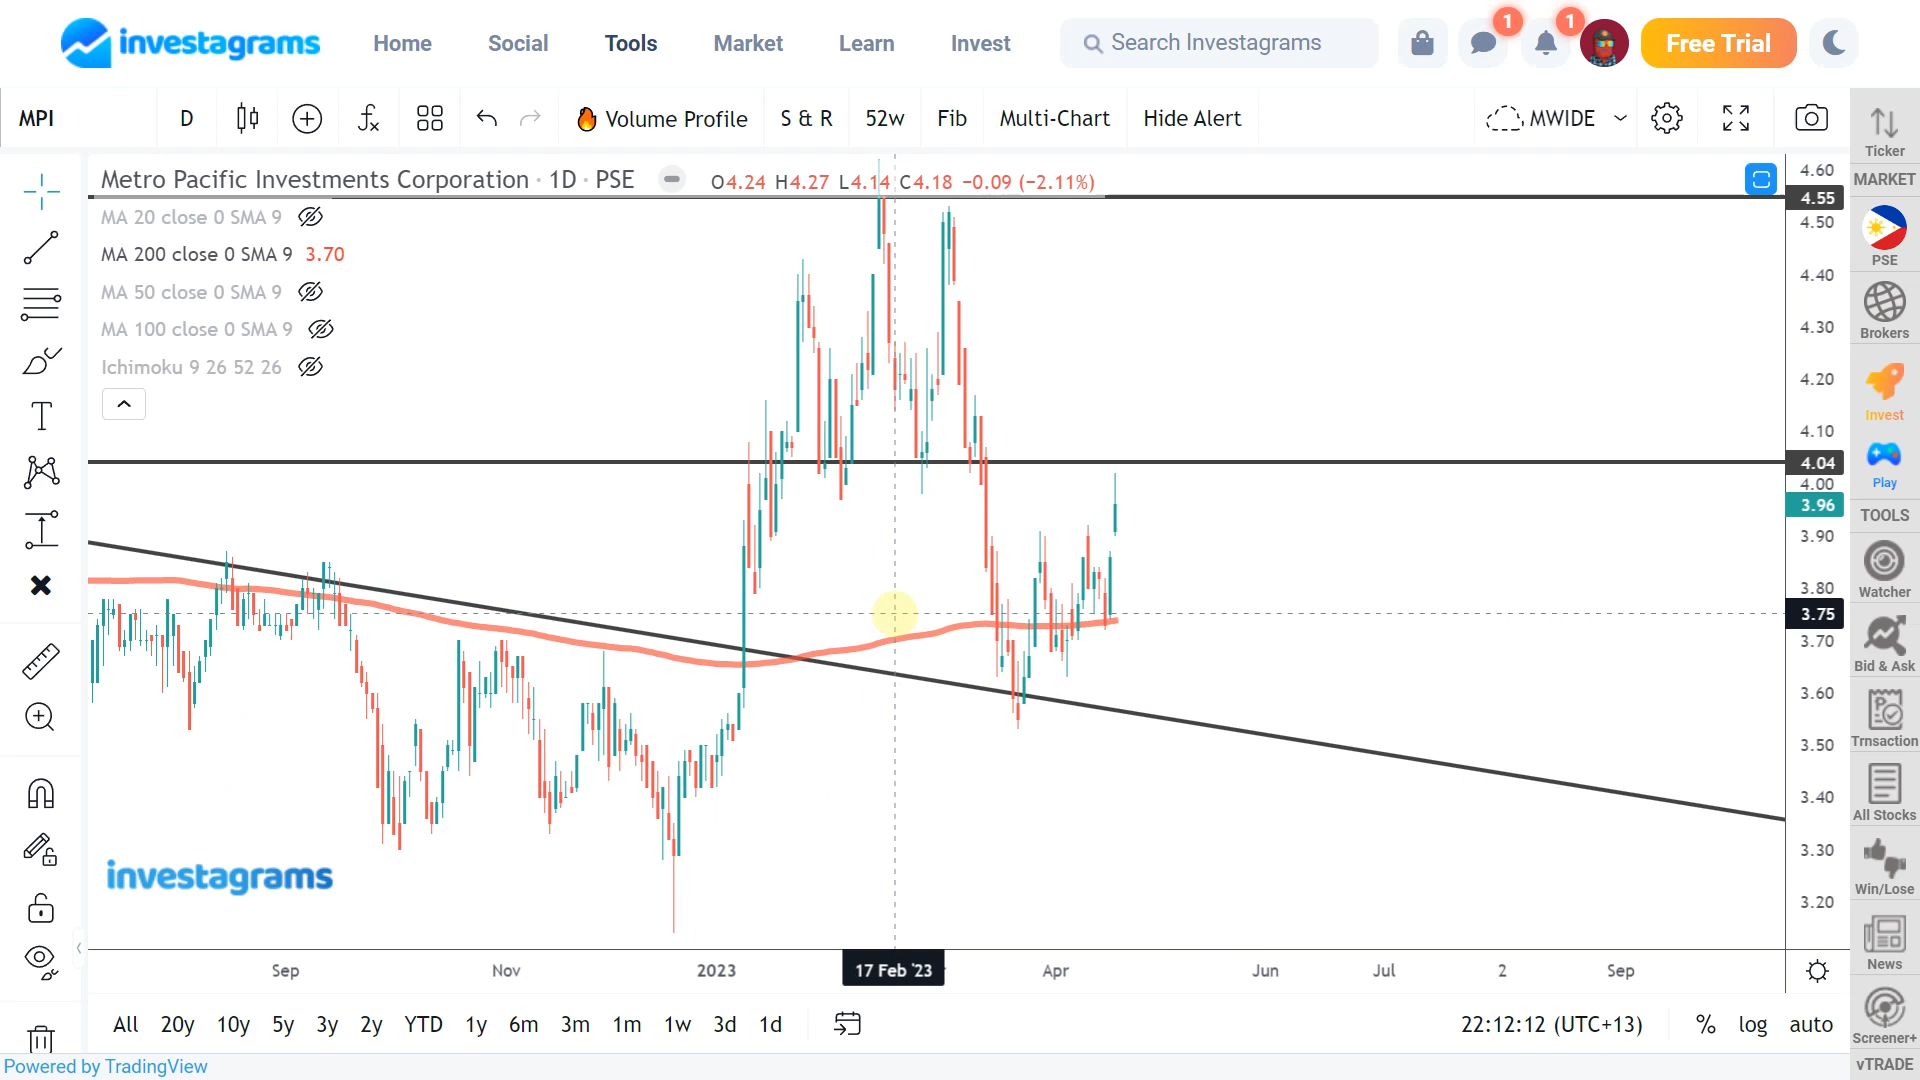 investagrams
Home
Social
Tools
Market
Learn
Invest
Search Investagrams
1
1
Free Trial
MPI
D
Volume Profile
S & R
52w
Fib
Multi-Chart
Hide Alert
MWIDE
Metro Pacific Investments Corporation · 1D · PSE
O4.24 H4.27 L4.14 C4.18 −0.09 (−2.11%)
MA 20 close 0 SMA 9
MA 200 close 0 SMA 9 3.70
MA 50 close 0 SMA 9
MA 100 close 0 SMA 9
Ichimoku 9 26 52 26
4.60
4.55
4.50
4.40
4.30
4.20
4.10
4.04
4.00
3.96
3.90
3.80
3.75
3.70
3.60
3.50
3.40
3.30
3.20
investagrams
Sep
Nov
2023
17 Feb '23
Apr
Jun
Jul
2
Sep
All
20y
10y
5y
3y
2y
YTD
1y
6m
3m
1m
1w
3d
1d
22:12:12 (UTC+13)
%
log
auto
Powered by TradingView
Ticker
MARKET
PSE
Brokers
Invest
Play
TOOLS
Watcher
Bid & Ask
Trnsaction
All Stocks
Win/Lose
News
Screener+
vTRADE